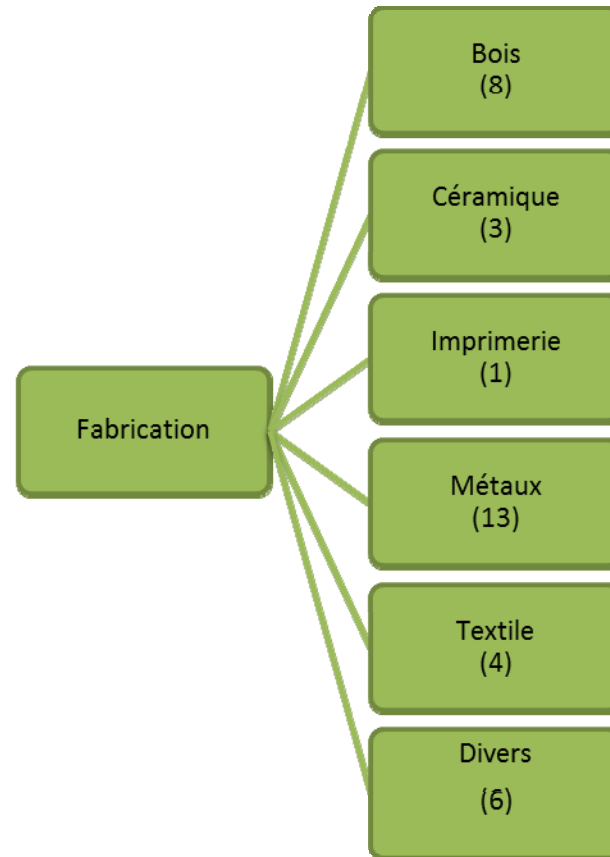 Bois
(8)
Céramique
(3)
Imprimerie
(1)
Fabrication
Métaux
(13)
Textile
(4)
Divers
(6)